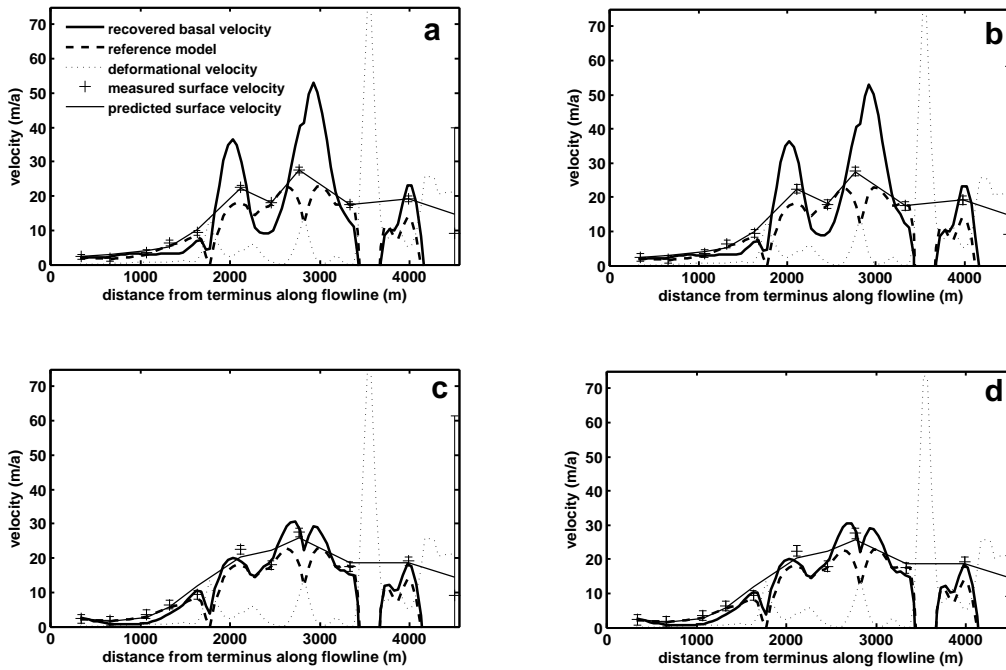 a
recovered basal velocity
reference model
deformational velocity
measured surface velocity
predicted surface velocity
velocity (m/a)
70
60
50
40
30
20
10
0
0 1000 2000 3000 4000
distance from terminus along flowline (m)
b
velocity (m/a)
70
60
50
40
30
20
10
0
0 1000 2000 3000 4000
distance from terminus along flowline (m)
c
velocity (m/a)
70
60
50
40
30
20
10
0
0 1000 2000 3000 4000
distance from terminus along flowline (m)
d
velocity (m/a)
70
60
50
40
30
20
10
0
0 1000 2000 3000 4000
distance from terminus along flowline (m)